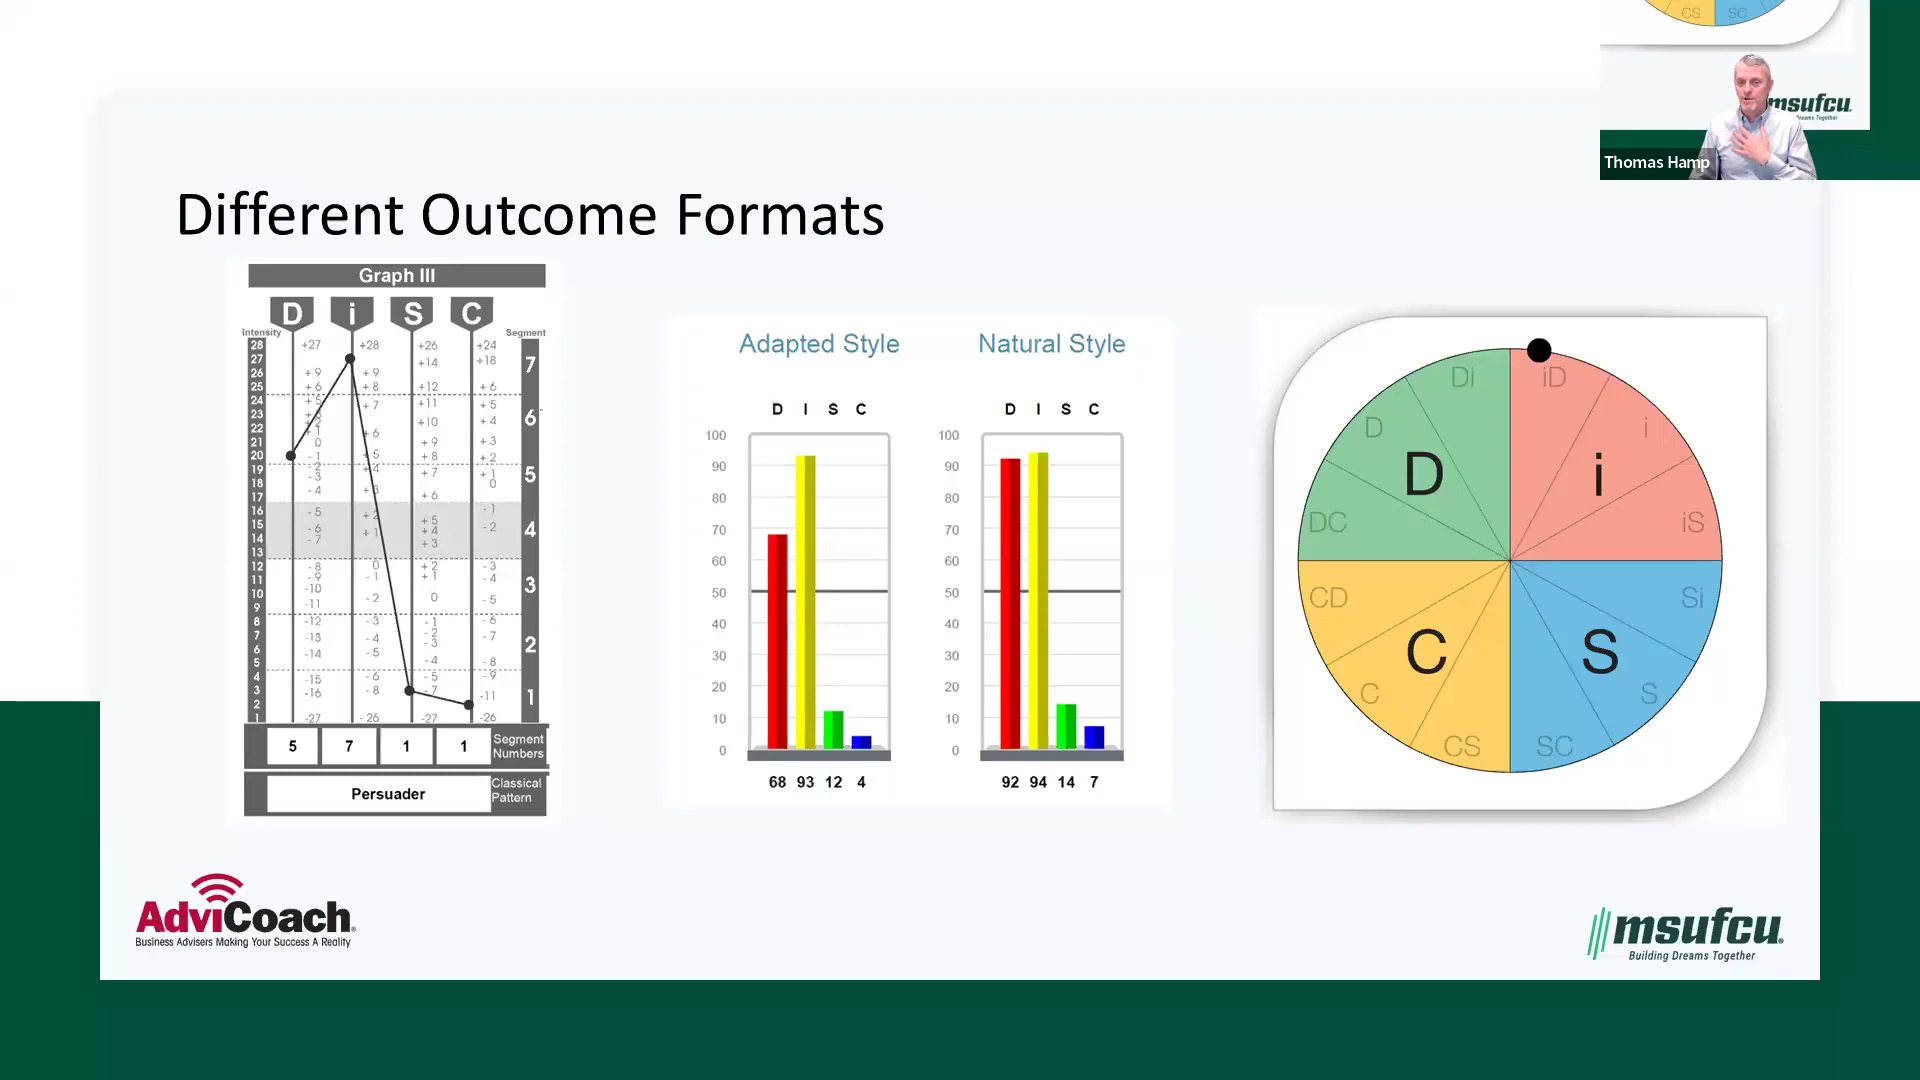 CS SC
msufcu
Dreams Together
Thomas Hamp
Different Outcome Formats
Graph III
D i S C
Intensity Segment
28 +27 +28 +26 +24
27 +14 +18 7
26 +9 +9
25 +6 +8 +12 +6
24 +5 +7 +11 +5
23 +10 +4 6
22 +1
21 0 +6 +9 +3
20 -1 +5 +8 +2
19 -2 +4 +7 +1 5
18 -3 0
17 -4 +3 +6
16 -5 +2 -1
15 -6 +5 -2 4
14 -7 +1 +4
13 +3
12 -8 0 +2 -3
11 -9 -1 +1 -4 3
10 -10
9 -11 -2 0 -5
8 -12 -3 -1 -6
7 -13 -4 -2 -7 2
6 -14 -5 -3
5 -4 -8
4 -15 -6 -5 -9
3 -16 -8 -7 -11 1
2
1 -27 -26 -27 -26
5 7 1 1 Segment Numbers
Persuader Classical Pattern
Adapted Style
D I S C
100
90
80
70
60
50
40
30
20
10
0
68 93 12 4
Natural Style
D I S C
100
90
80
70
60
50
40
30
20
10
0
92 94 14 7
Di iD
D i
D i
DC iS
CD Si
C S
C S
CS SC
AdviCoach®
Business Advisers Making Your Success A Reality
msufcu®
Building Dreams Together